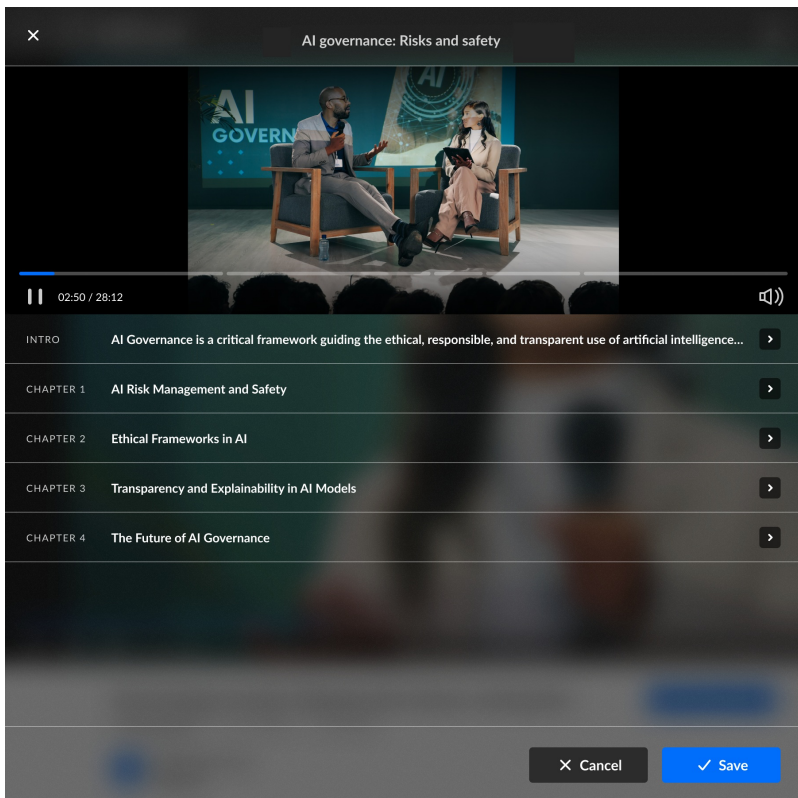 AI governance: Risks and safety
AI
GOVERN
AI
02:50 / 28:12
INTRO AI Governance is a critical framework guiding the ethical, responsible, and transparent use of artificial intelligence...
CHAPTER 1 AI Risk Management and Safety
CHAPTER 2 Ethical Frameworks in AI
CHAPTER 3 Transparency and Explainability in AI Models
CHAPTER 4 The Future of AI Governance
Cancel
Save